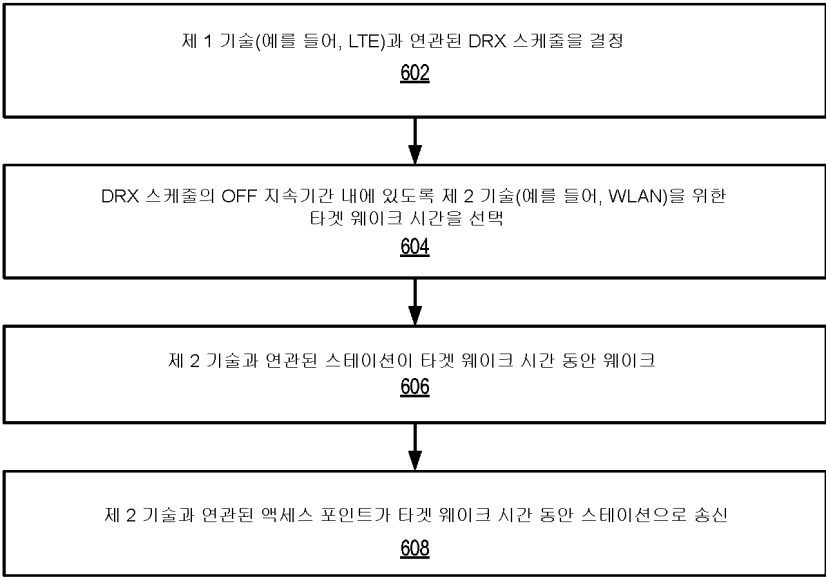 제 1 기술(예를 들어, LTE)과 연관된 DRX 스케줄을 결정
602
DRX 스케줄의 OFF 지속기간 내에 있도록 제 2 기술(예를 들어, WLAN)을 위한
타겟 웨이크 시간을 선택
604
제 2 기술과 연관된 스테이션이 타겟 웨이크 시간 동안 웨이크
606
제 2 기술과 연관된 액세스 포인트가 타겟 웨이크 시간 동안 스테이션으로 송신
608